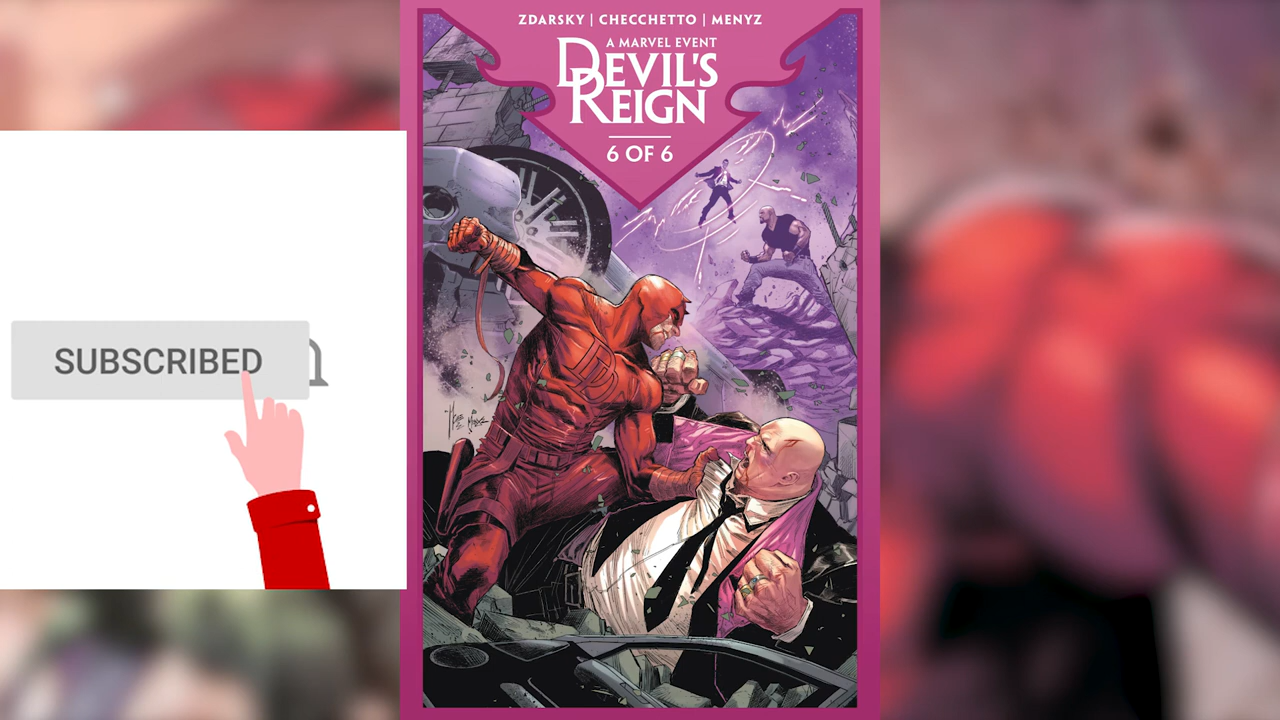 ZDARSKY | CHECCHETTO | MENYZ
A MARVEL EVENT
DEVIL'S
REIGN
6 OF 6
SUBSCRIBED